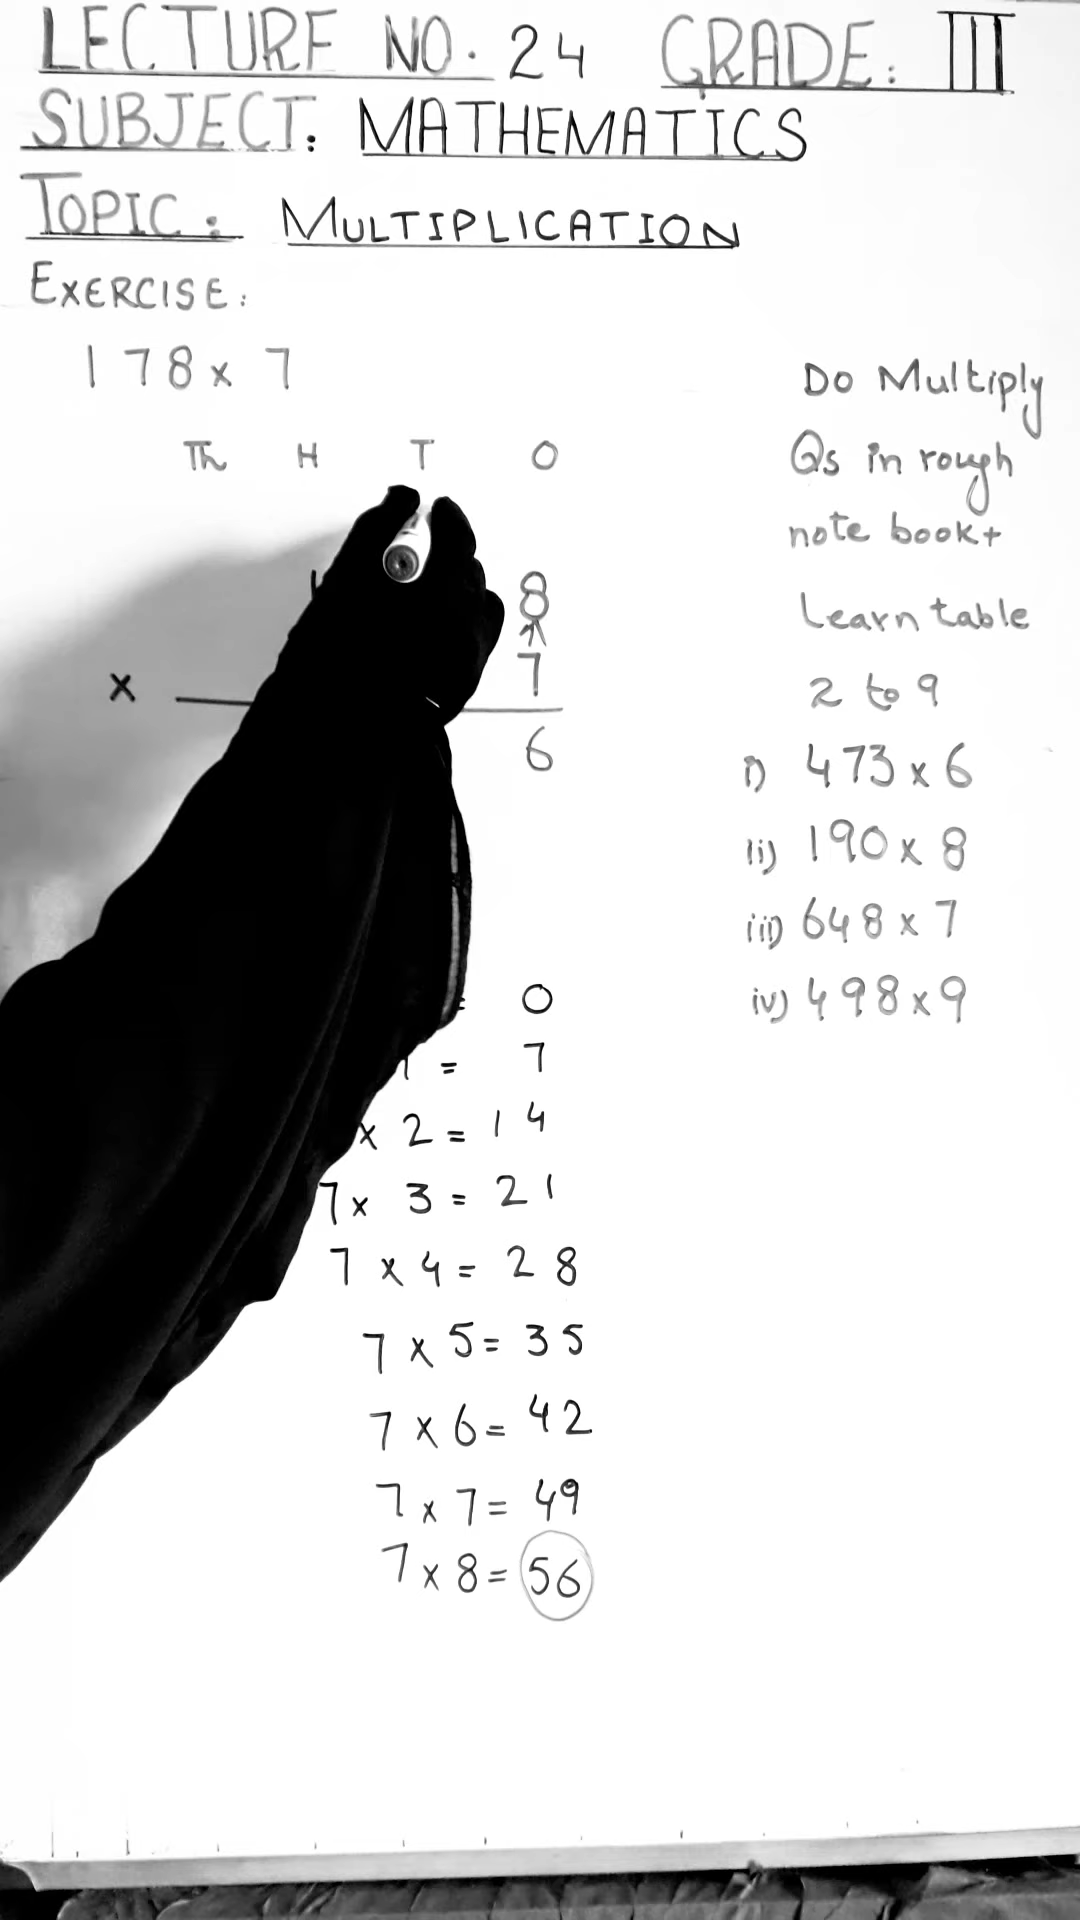 LECTURE NO. 24 GRADE: III
SUBJECT: MATHEMATICS
TOPIC: MULTIPLICATION
EXERCISE:
178 x 7
Th H T O
8
7
x
6
0
1 = 7
x 2 = 14
7 x 3 = 21
7 x 4 = 28
7 x 5 = 35
7 x 6 = 42
7 x 7 = 49
7 x 8 = 56
Do Multiply
Qs in rough
note book +
Learn table
2 to 9
i) 473 x 6
ii) 190 x 8
iii) 648 x 7
iv) 498 x 9